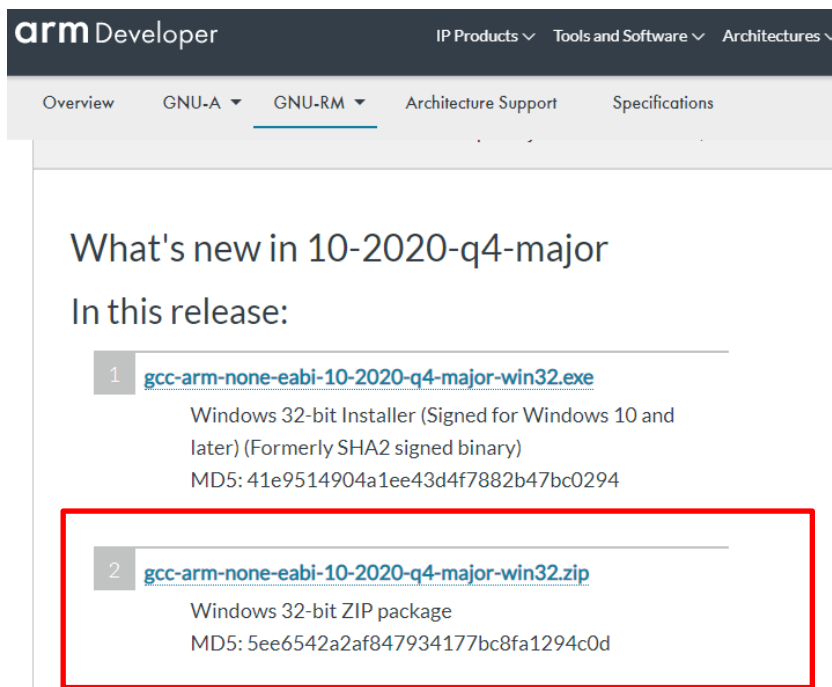 arm Developer
IP Products Tools and Software Architectures
Overview GNU-A GNU-RM Architecture Support Specifications
What's new in 10-2020-q4-major
In this release:
1 gcc-arm-none-eabi-10-2020-q4-major-win32.exe
Windows 32-bit Installer (Signed for Windows 10 and
later) (Formerly SHA2 signed binary)
MD5: 41e9514904a1ee43d4f7882b47bc0294
2 gcc-arm-none-eabi-10-2020-q4-major-win32.zip
Windows 32-bit ZIP package
MD5: 5ee6542a2af847934177bc8fa1294c0d